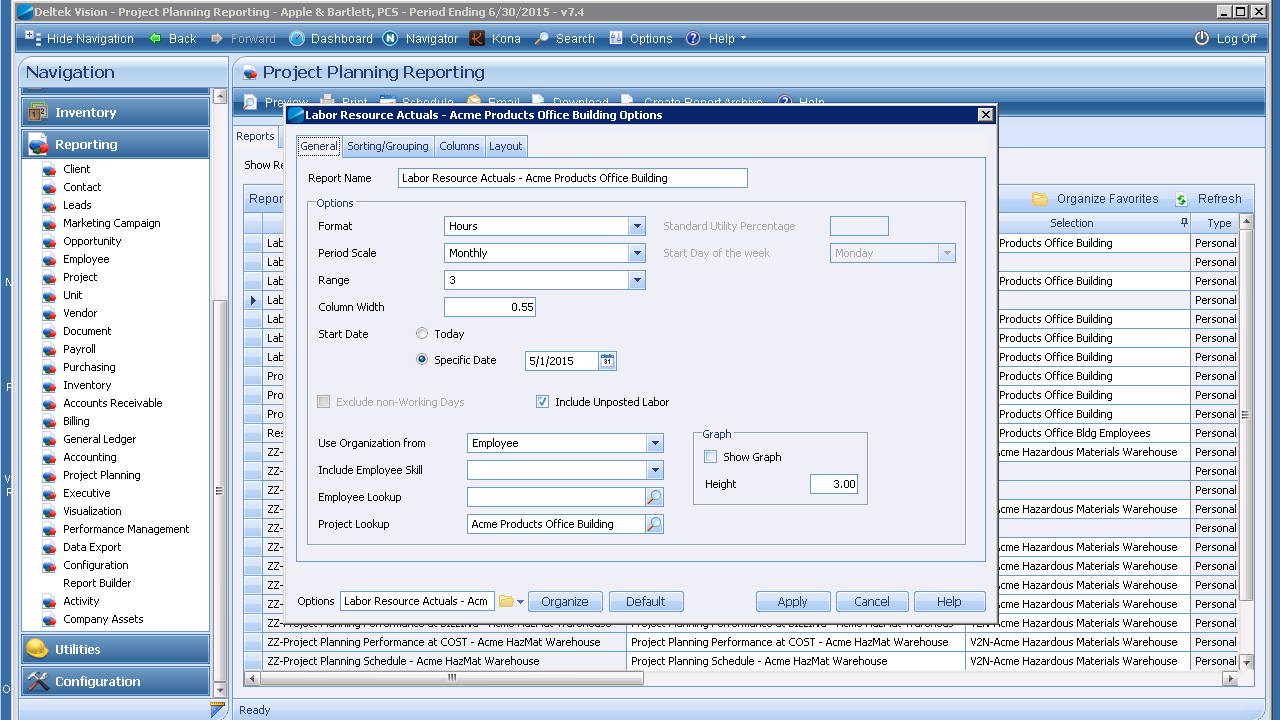 Deltek Vision - Project Planning Reporting - Apple & Bartlett, PCS - Period Ending 6/30/2015 - v7.4
Hide Navigation Back Forward Dashboard Navigator Kona Search Options Help Log Off
Navigation
Inventory
Reporting
Client
Contact
Leads
Marketing Campaign
Opportunity
Employee
Project
Unit
Vendor
Document
Payroll
Purchasing
Inventory
Accounts Receivable
Billing
General Ledger
Accounting
Project Planning
Executive
Visualization
Performance Management
Data Export
Configuration
Report Builder
Activity
Company Assets
Utilities
Configuration
Project Planning Reporting
Preview Print Schedule Email Download Create Report Archive Help
Reports
Show Re
Repor
Organize Favorites Refresh
Selection Type
Lab Products Office Building Personal
Lab Personal
Lab Products Office Building Personal
Lab Personal
Lab Products Office Building Personal
Lab Products Office Building Personal
Lab Products Office Building Personal
Pro Products Office Building Personal
Pro Products Office Building Personal
Pro Products Office Building Personal
Res Products Office Bldg Employees Personal
ZZ- Acme Hazardous Materials Warehouse Personal
ZZ- Personal
ZZ- Personal
ZZ- Acme Hazardous Materials Warehouse Personal
ZZ- Personal
ZZ- Acme Hazardous Materials Warehouse Personal
ZZ- Acme Hazardous Materials Warehouse Personal
ZZ- Acme Hazardous Materials Warehouse Personal
ZZ- Acme Hazardous Materials Warehouse Personal
ZZ-Project Planning Performance at COST - Acme HazMat Warehouse Project Planning Performance at COST - Acme HazMat Warehouse V2N-Acme Hazardous Materials Warehouse Personal
ZZ-Project Planning Schedule - Acme HazMat Warehouse Project Planning Schedule - Acme HazMat Warehouse V2N-Acme Hazardous Materials Warehouse Personal
Ready
Labor Resource Actuals - Acme Products Office Building Options
General Sorting/Grouping Columns Layout
Report Name Labor Resource Actuals - Acme Products Office Building
Options
Format Hours Standard Utility Percentage
Period Scale Monthly Start Day of the week Monday
Range 3
Column Width 0.55
Start Date Today
Specific Date 5/1/2015 31
Exclude non-Working Days Include Unposted Labor
Use Organization from Employee
Include Employee Skill
Employee Lookup
Project Lookup Acme Products Office Building
Graph
Show Graph
Height 3.00
Options Labor Resource Actuals - Acm Organize Default Apply Cancel Help